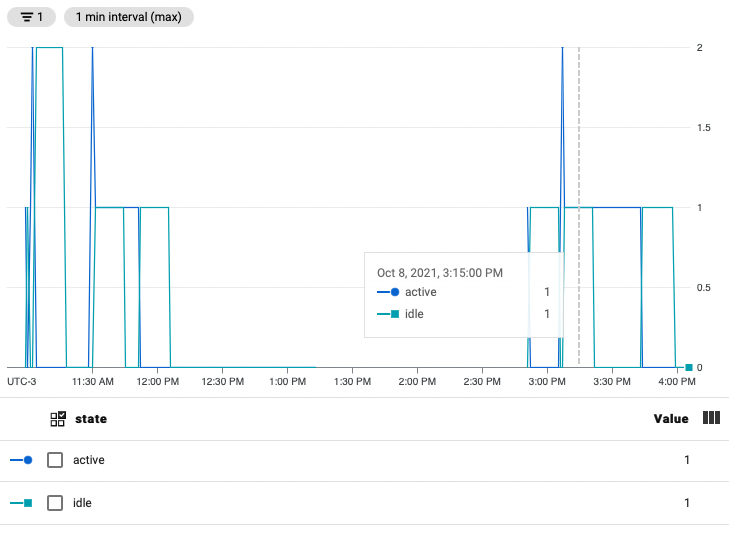 1
1 min interval (max)
2
1.5
1
0.5
0
Oct 8, 2021, 3:15:00 PM
active 1
idle 1
UTC-3 11:30 AM 12:00 PM 12:30 PM 1:00 PM 1:30 PM 2:00 PM 2:30 PM 3:00 PM 3:30 PM 4:00 PM
state Value
active 1
idle 1